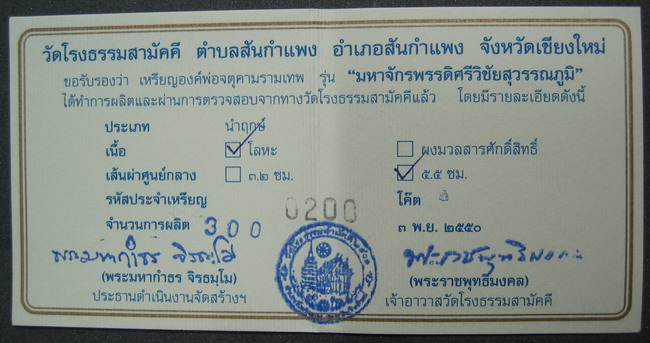 วัดโรงธรรมสามัคคี ตำบลสันกำแพง อำเภอสันกำแพง จังหวัดเชียงใหม่
ขอรับรองว่า เหรียญองค์พ่อจตุคามรามเทพ รุ่น "มหาจักรพรรดิศรีวิชัยสุวรรณภูมิ"
ได้ทำการผลิตและผ่านการตรวจสอบจากทางวัดโรงธรรมสามัคคีแล้ว โดยมีรายละเอียดดังนี้
ประเภท นำฤกษ์
เนื้อ โลหะ ผงมวลสารศักดิ์สิทธิ์
เส้นผ่าศูนย์กลาง ๓.๒ ซม. ๕.๕ ซม.
รหัสประจำเหรียญ 0200 โค๊ต
จำนวนการผลิต 300 ๓ พ.ย. ๒๕๕๐
พระมหากำธร
(พระมหากำธร จิรธมฺโม) (พระราชพุทธิมงคล)
ประธานดำเนินงานจัดสร้างฯ เจ้าอาวาสวัดโรงธรรมสามัคคี